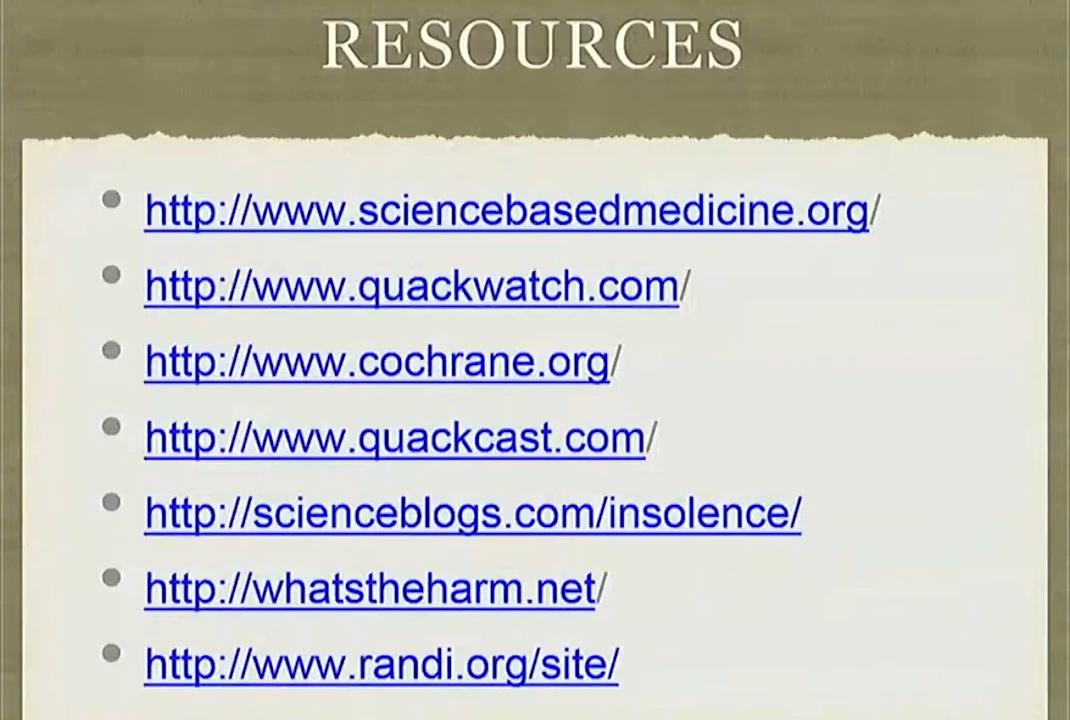 RESOURCES
http://www.sciencebasedmedicine.org/
http://www.quackwatch.com/
http://www.cochrane.org/
http://www.quackcast.com/
http://scienceblogs.com/insolence/
http://whatstheharm.net/
http://www.randi.org/site/